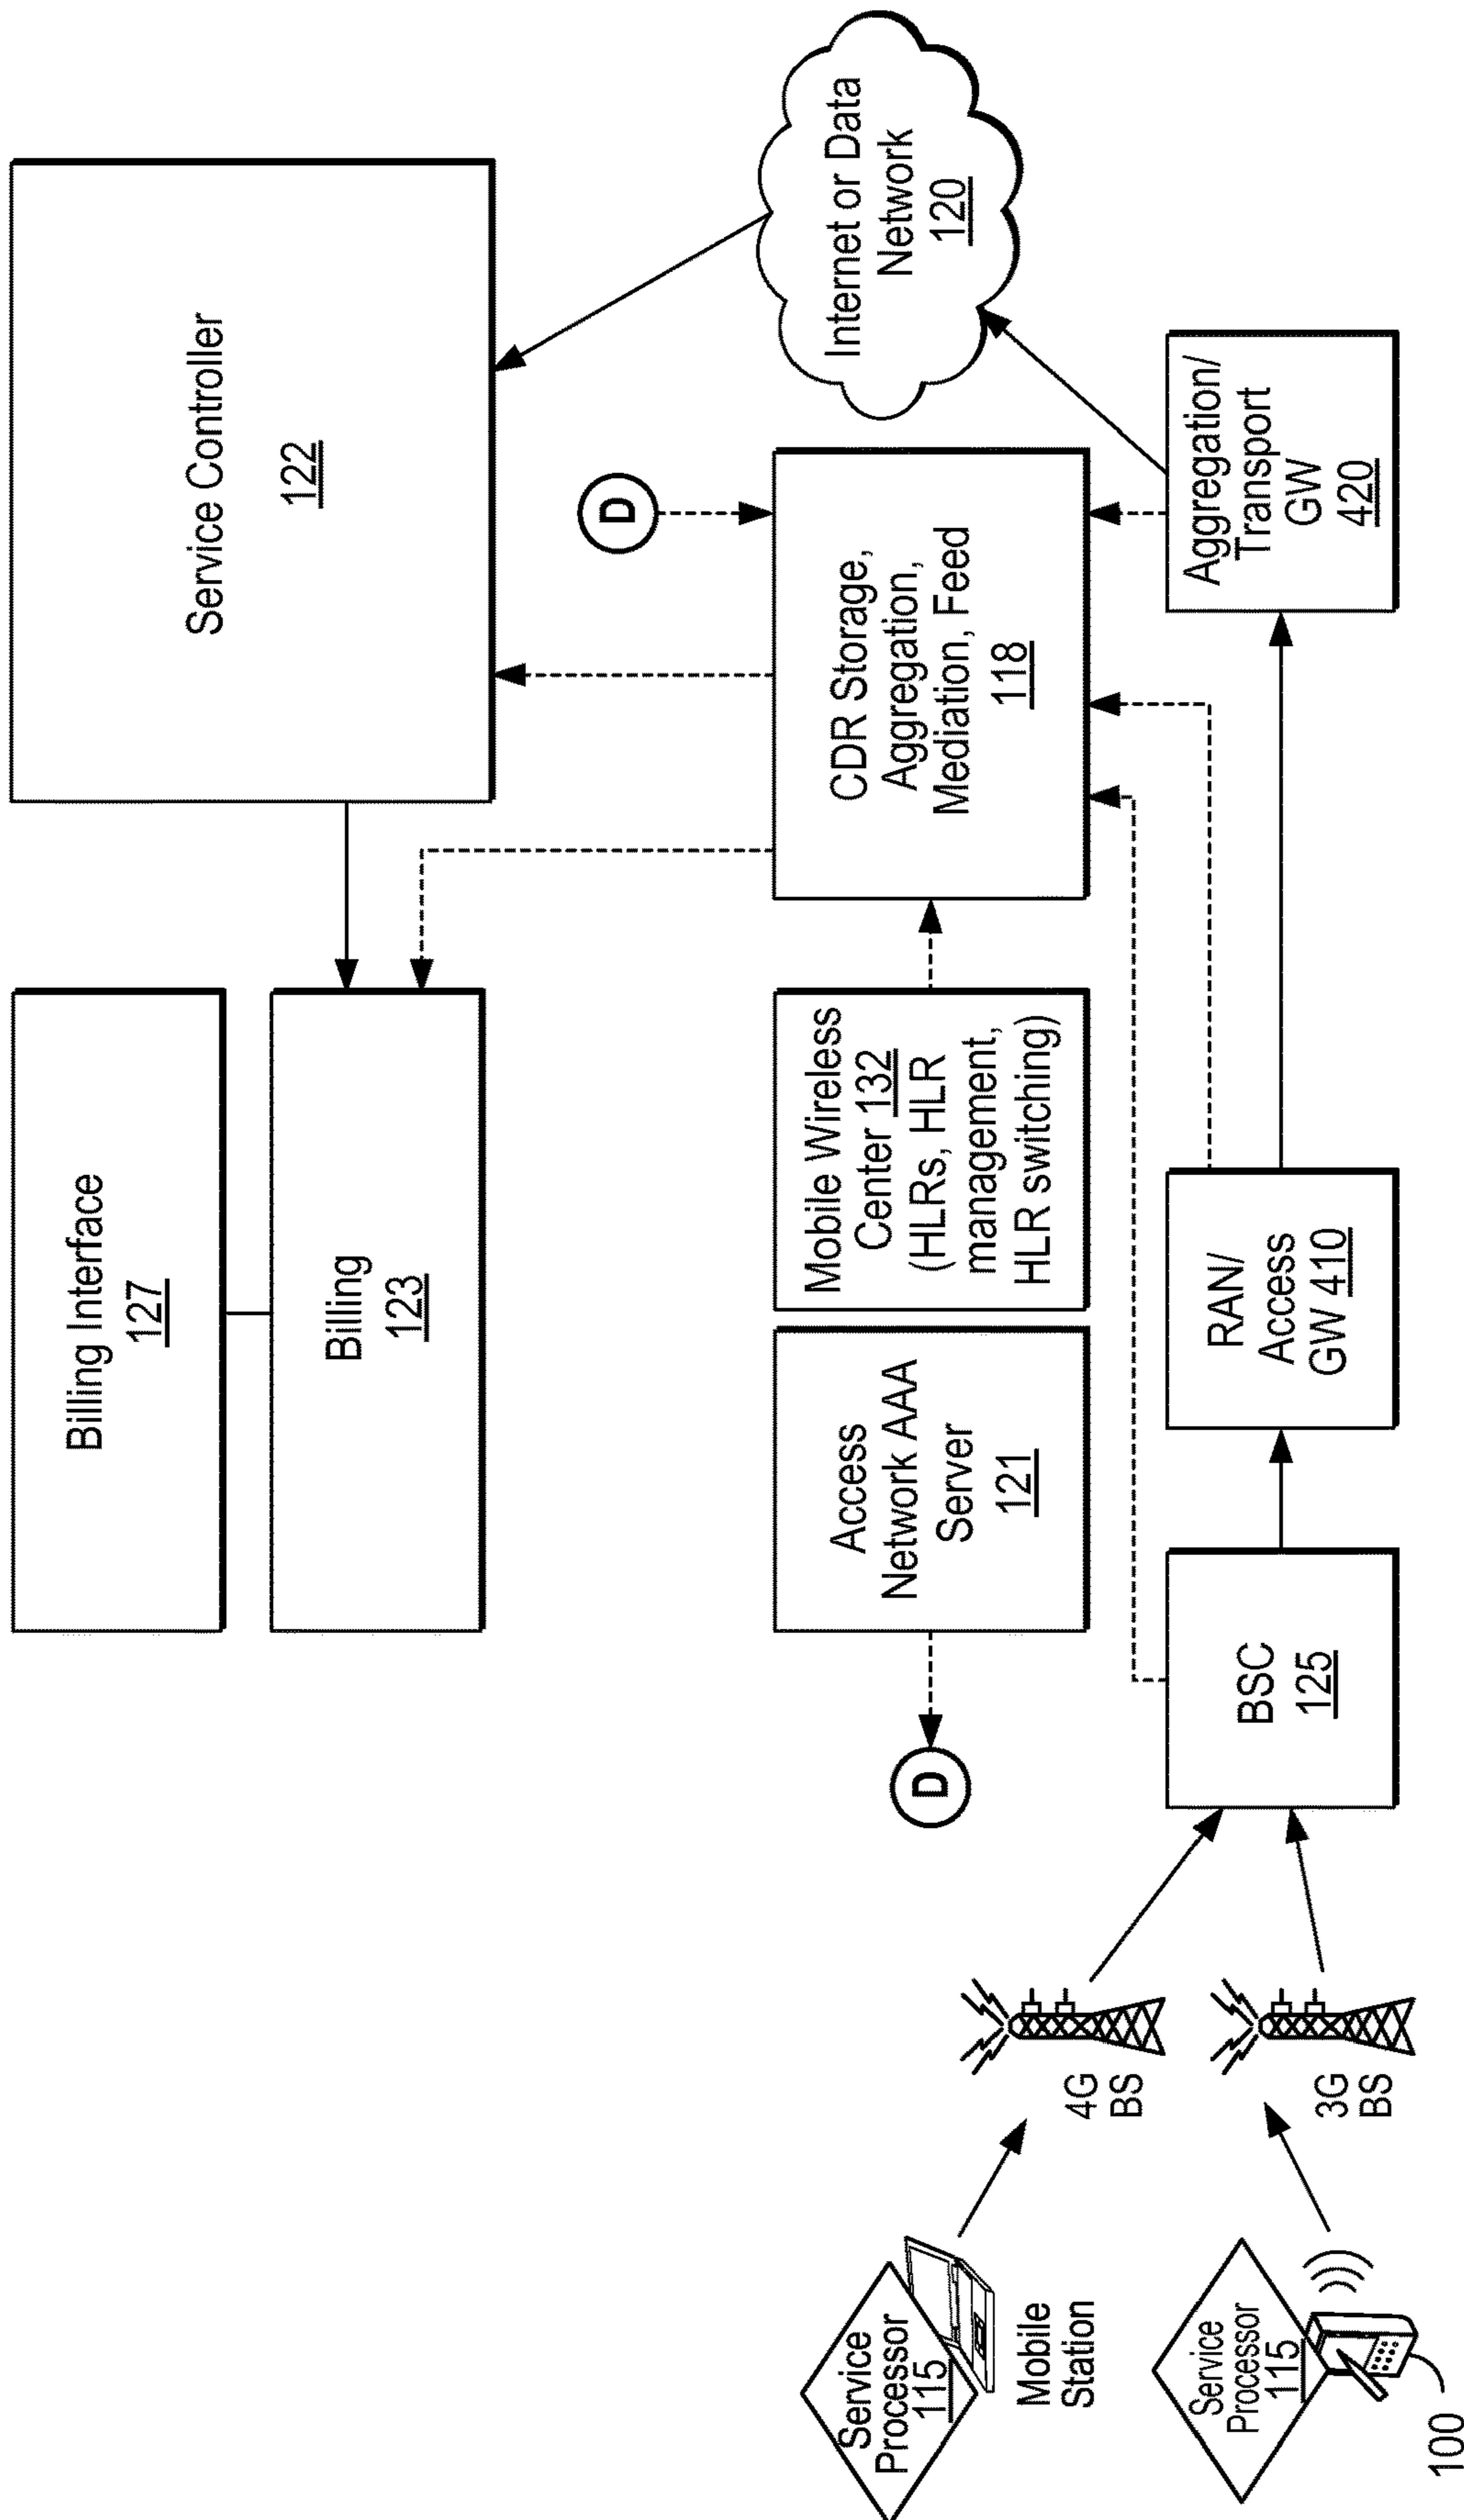 Billing Interface
127
Billing
123
Service Controller
122
D
Access
Network AAA
Server
121
D
Mobile Wireless
Center 132
(HLRs, HLR
management,
HLR switching)
CDR Storage,
Aggregation,
Mediation, Feed
118
Internet or Data
Network
120
Service
Processor
115
Mobile
Station
4G
BS
Service
Processor
115
100
3G
BS
BSC
125
RAN/
Access
GW 410
Aggregation/
Transport
GW
420